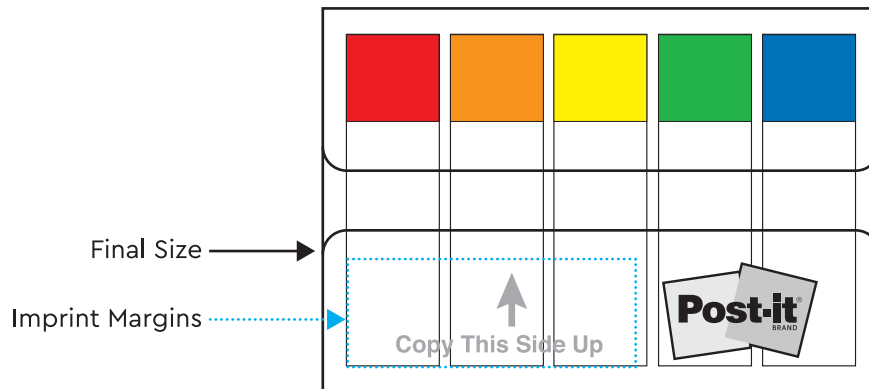 Final Size
Imprint Margins
Copy This Side Up
Post-it®
BRAND